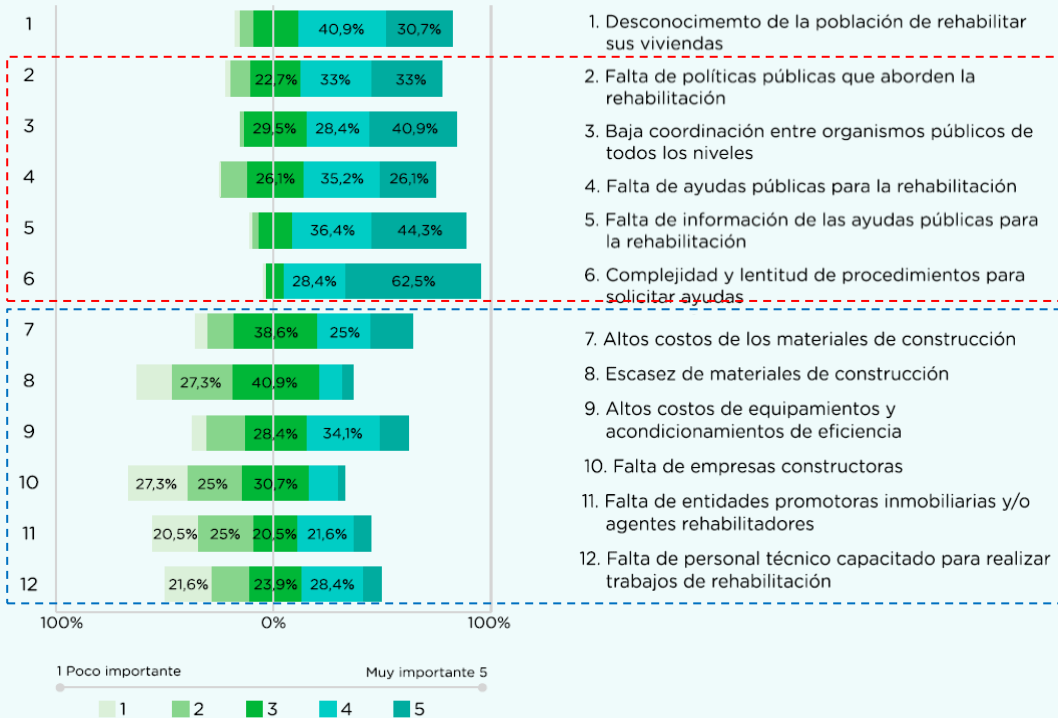 1
40,9%
30,7%
1. Desconocimemto de la población de rehabilitar
sus viviendas
2
22,7%
33%
33%
2. Falta de políticas públicas que aborden la
rehabilitación
3
29,5%
28,4%
40,9%
3. Baja coordinación entre organismos públicos de
todos los niveles
4
26,1%
35,2%
26,1%
4. Falta de ayudas públicas para la rehabilitación
5
36,4%
44,3%
5. Falta de información de las ayudas públicas para
la rehabilitación
6
28,4%
62,5%
6. Complejidad y lentitud de procedimientos para
solicitar ayudas
7
38,6%
25%
7. Altos costos de los materiales de construcción
8
27,3%
40,9%
8. Escasez de materiales de construcción
9
28,4%
34,1%
9. Altos costos de equipamientos y
acondicionamientos de eficiencia
10
27,3%
25%
30,7%
10. Falta de empresas constructoras
11
20,5%
25%
20,5%
21,6%
11. Falta de entidades promotoras inmobiliarias y/o
agentes rehabilitadores
12
21,6%
23,9%
28,4%
12. Falta de personal técnico capacitado para realizar
trabajos de rehabilitación
100%
0%
100%
1 Poco importante
Muy importante 5
1
2
3
4
5